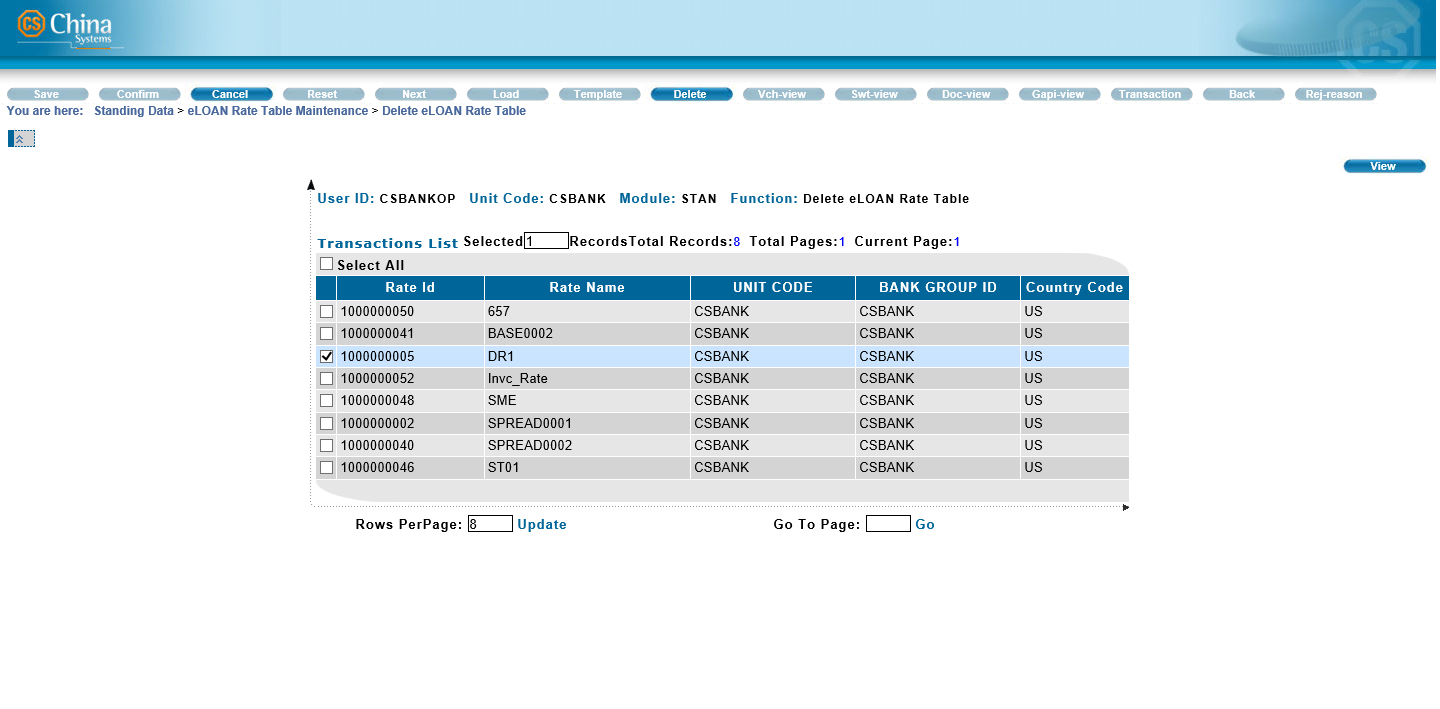 CS China
Systems
CS
Save Confirm Cancel Reset Next Load Template Delete Vch-view Swt-view Doc-view Gapi-view Transaction Back Rej-reason
You are here: Standing Data > eLOAN Rate Table Maintenance > Delete eLOAN Rate Table
View
User ID: CSBANKOP Unit Code: CSBANK Module: STAN Function: Delete eLOAN Rate Table
Transactions List Selected 1 RecordsTotal Records:8 Total Pages:1 Current Page:1
Select All
Rate Id Rate Name UNIT CODE BANK GROUP ID Country Code
1000000050 657 CSBANK CSBANK US
1000000041 BASE0002 CSBANK CSBANK US
1000000005 DR1 CSBANK CSBANK US
1000000052 Invc_Rate CSBANK CSBANK US
1000000048 SME CSBANK CSBANK US
1000000002 SPREAD0001 CSBANK CSBANK US
1000000040 SPREAD0002 CSBANK CSBANK US
1000000046 ST01 CSBANK CSBANK US
Rows PerPage: 8 Update Go To Page: Go